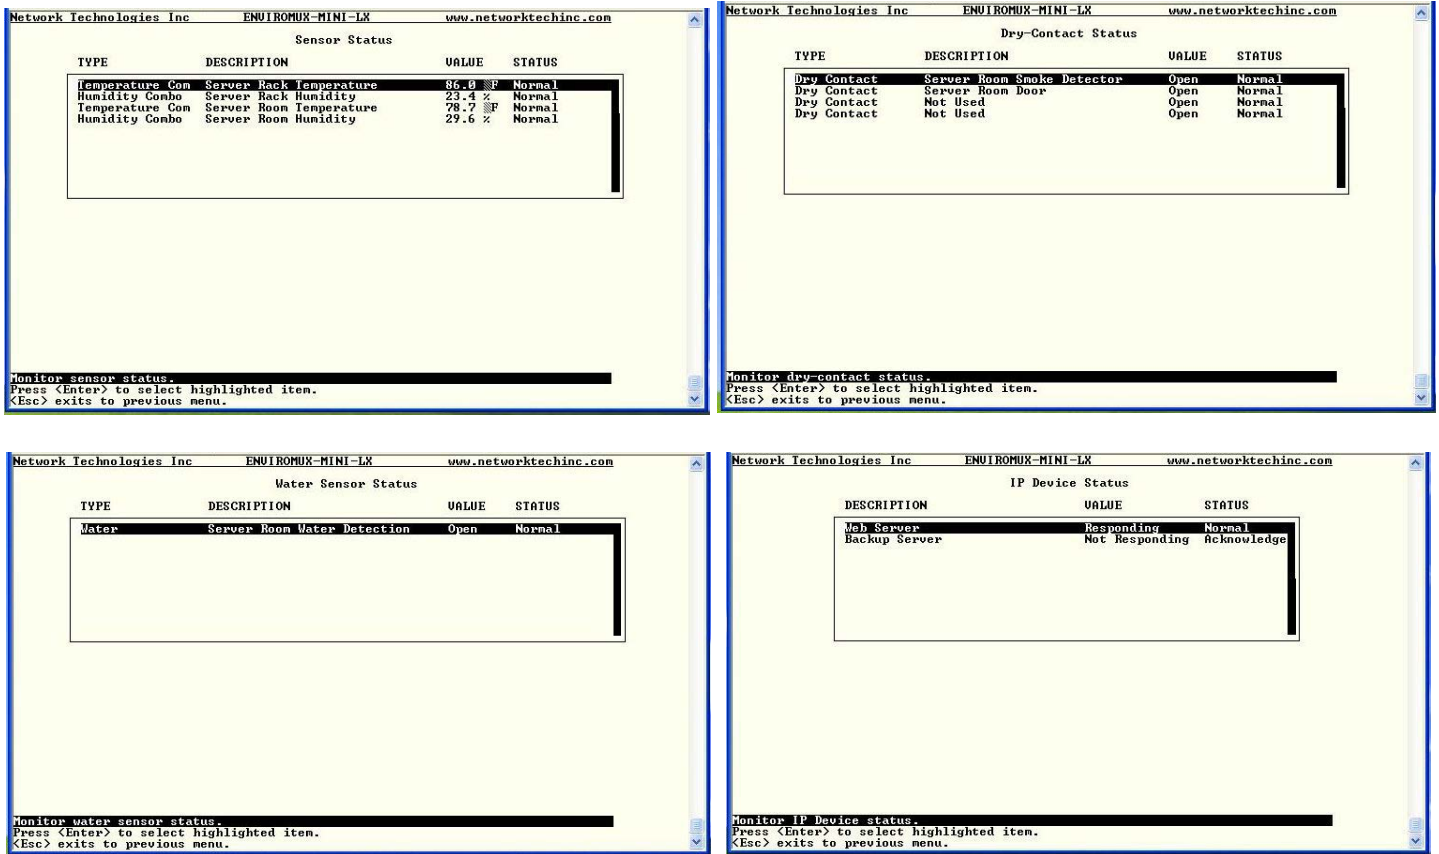 Network Technologies Inc ENVIROMUX-MINI-LX www.networktechinc.com
Sensor Status
TYPE DESCRIPTION VALUE STATUS
Temperature Com Server Rack Temperature 86.0 ▒F Normal
Humidity Combo Server Rack Humidity 23.4 % Normal
Temperature Com Server Room Temperature 78.7 ▒F Normal
Humidity Combo Server Room Humidity 29.6 % Normal
Monitor sensor status.
Press <Enter> to select highlighted item.
<Esc> exits to previous menu.
Network Technologies Inc ENVIROMUX-MINI-LX www.networktechinc.com
Dry-Contact Status
TYPE DESCRIPTION VALUE STATUS
Dry Contact Server Room Smoke Detector Open Normal
Dry Contact Server Room Door Open Normal
Dry Contact Not Used Open Normal
Dry Contact Not Used Open Normal
Monitor dry-contact status.
Press <Enter> to select highlighted item.
<Esc> exits to previous menu.
Network Technologies Inc ENVIROMUX-MINI-LX www.networktechinc.com
Water Sensor Status
TYPE DESCRIPTION VALUE STATUS
Water Server Room Water Detection Open Normal
Monitor water sensor status.
Press <Enter> to select highlighted item.
<Esc> exits to previous menu.
Network Technologies Inc ENVIROMUX-MINI-LX www.networktechinc.com
IP Device Status
DESCRIPTION VALUE STATUS
Web Server Responding Normal
Backup Server Not Responding Acknowledge
Monitor IP Device status.
Press <Enter> to select highlighted item.
<Esc> exits to previous menu.